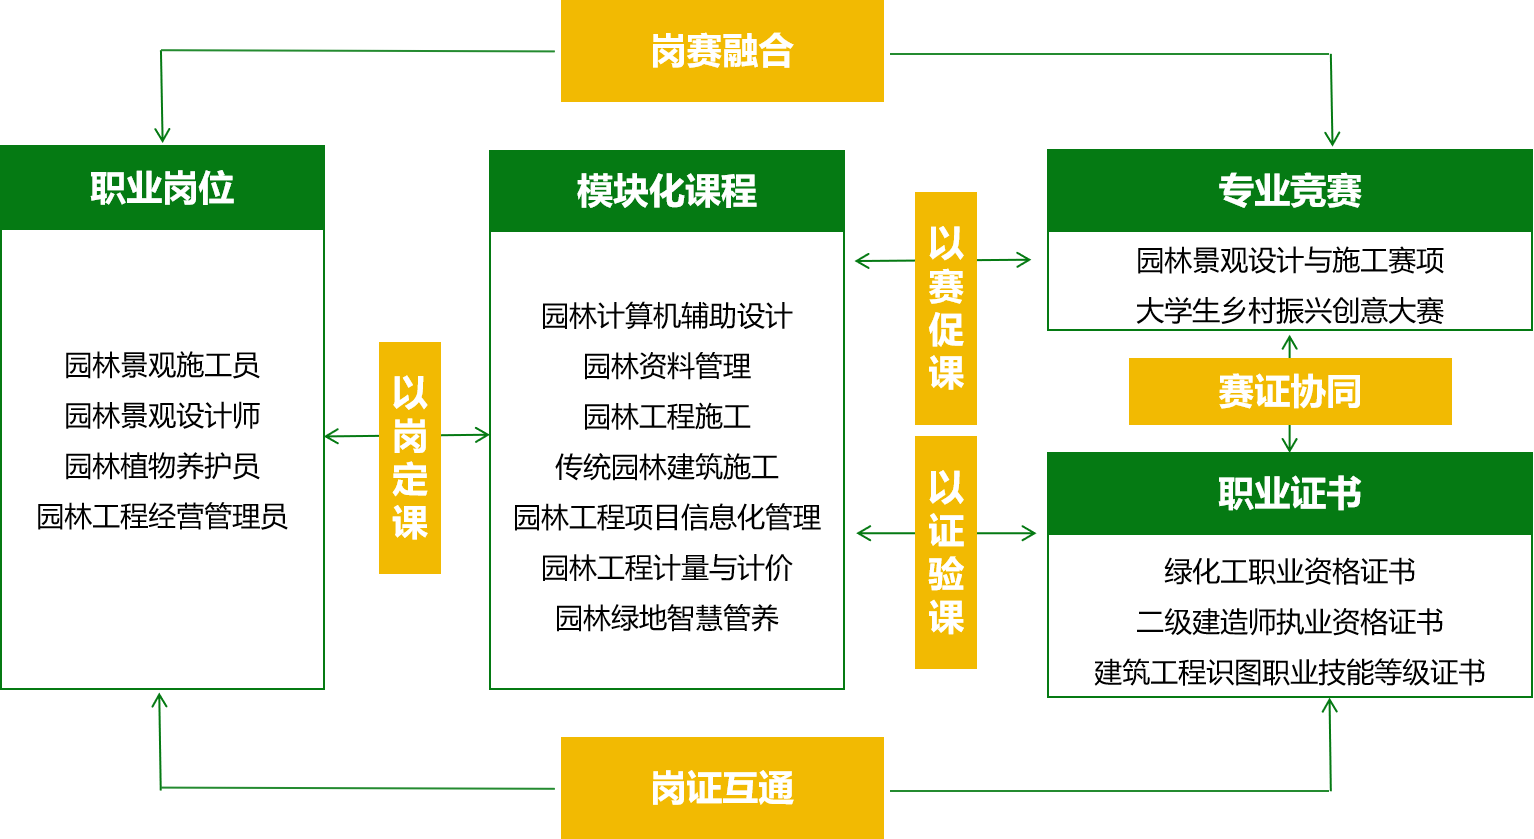 岗赛融合
职业岗位
园林景观施工员
园林景观设计师
园林植物养护员
园林工程经营管理员
以岗定课
模块化课程
园林计算机辅助设计
园林资料管理
园林工程施工
传统园林建筑施工
园林工程项目信息化管理
园林工程计量与计价
园林绿地智慧管养
以赛促课
以证验课
专业竞赛
园林景观设计与施工赛项
大学生乡村振兴创意大赛
赛证协同
职业证书
绿化工职业资格证书
二级建造师执业资格证书
建筑工程识图职业技能等级证书
岗证互通